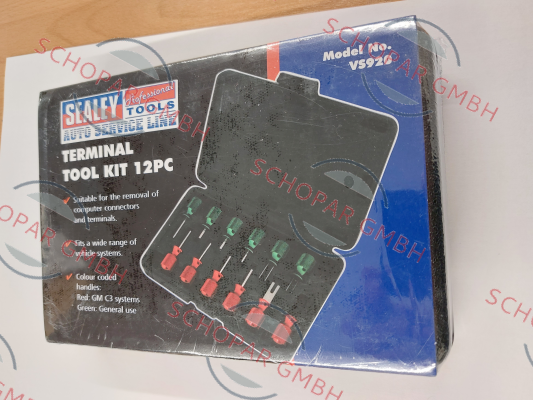 Model No.
VS920
SEALEY
Professional
TOOLS
AUTO SERVICE LINE
TERMINAL
TOOL KIT 12PC
Suitable for the removal of
computer connectors
and terminals.
Fits a wide range of
vehicle systems.
Colour coded
handles:
Red: GM C3 systems
Green: General use
SCHOPAR GMBH
SCHOPAR GMBH
SCHOPAR GMBH
SCHOPAR GMBH
SCHOPAR GMBH